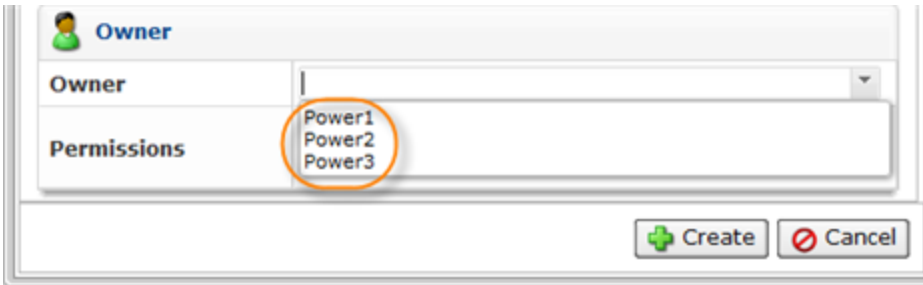 Owner
Owner
Power1
Power2
Permissions
Power3
Create Cancel